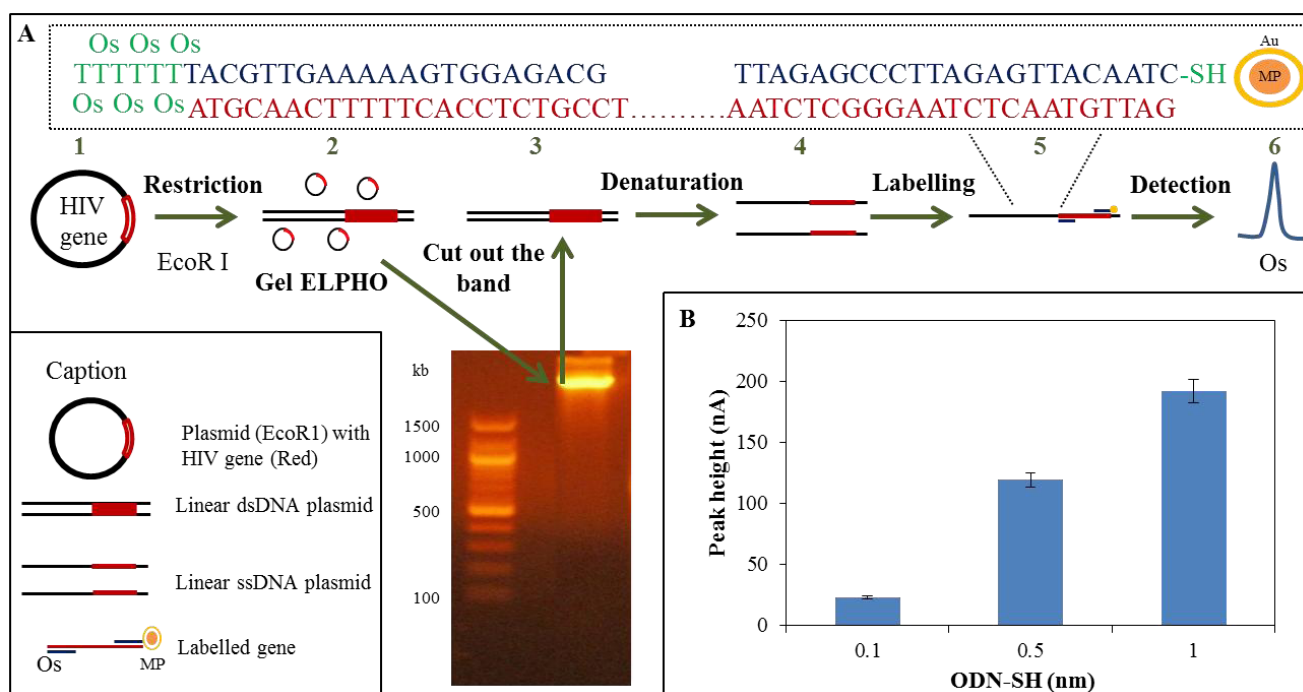 A
Os Os Os
Au
TTTTTTTACGTTGAAAAAGTGGAGACG TTAGAGCCCTTAGAGTTACAATC-SH
MP
Os Os Os ATGCAACTTTTTCACCTCTGCCT..........AATCTCGGGAATCTCAATGTTAG
1 2 3 4 5 6
HIV gene
Restriction
EcoR I
Gel ELPHO
Cut out the band
Denaturation
Labelling
Detection
Os
Caption
Plasmid (EcoR1) with
HIV gene (Red)
Linear dsDNA plasmid
Linear ssDNA plasmid
Labelled gene
Os
MP
kb
1500
1000
500
100
B
Peak height (nA)
250
200
150
100
50
0
0.1 0.5 1
ODN-SH (nm)